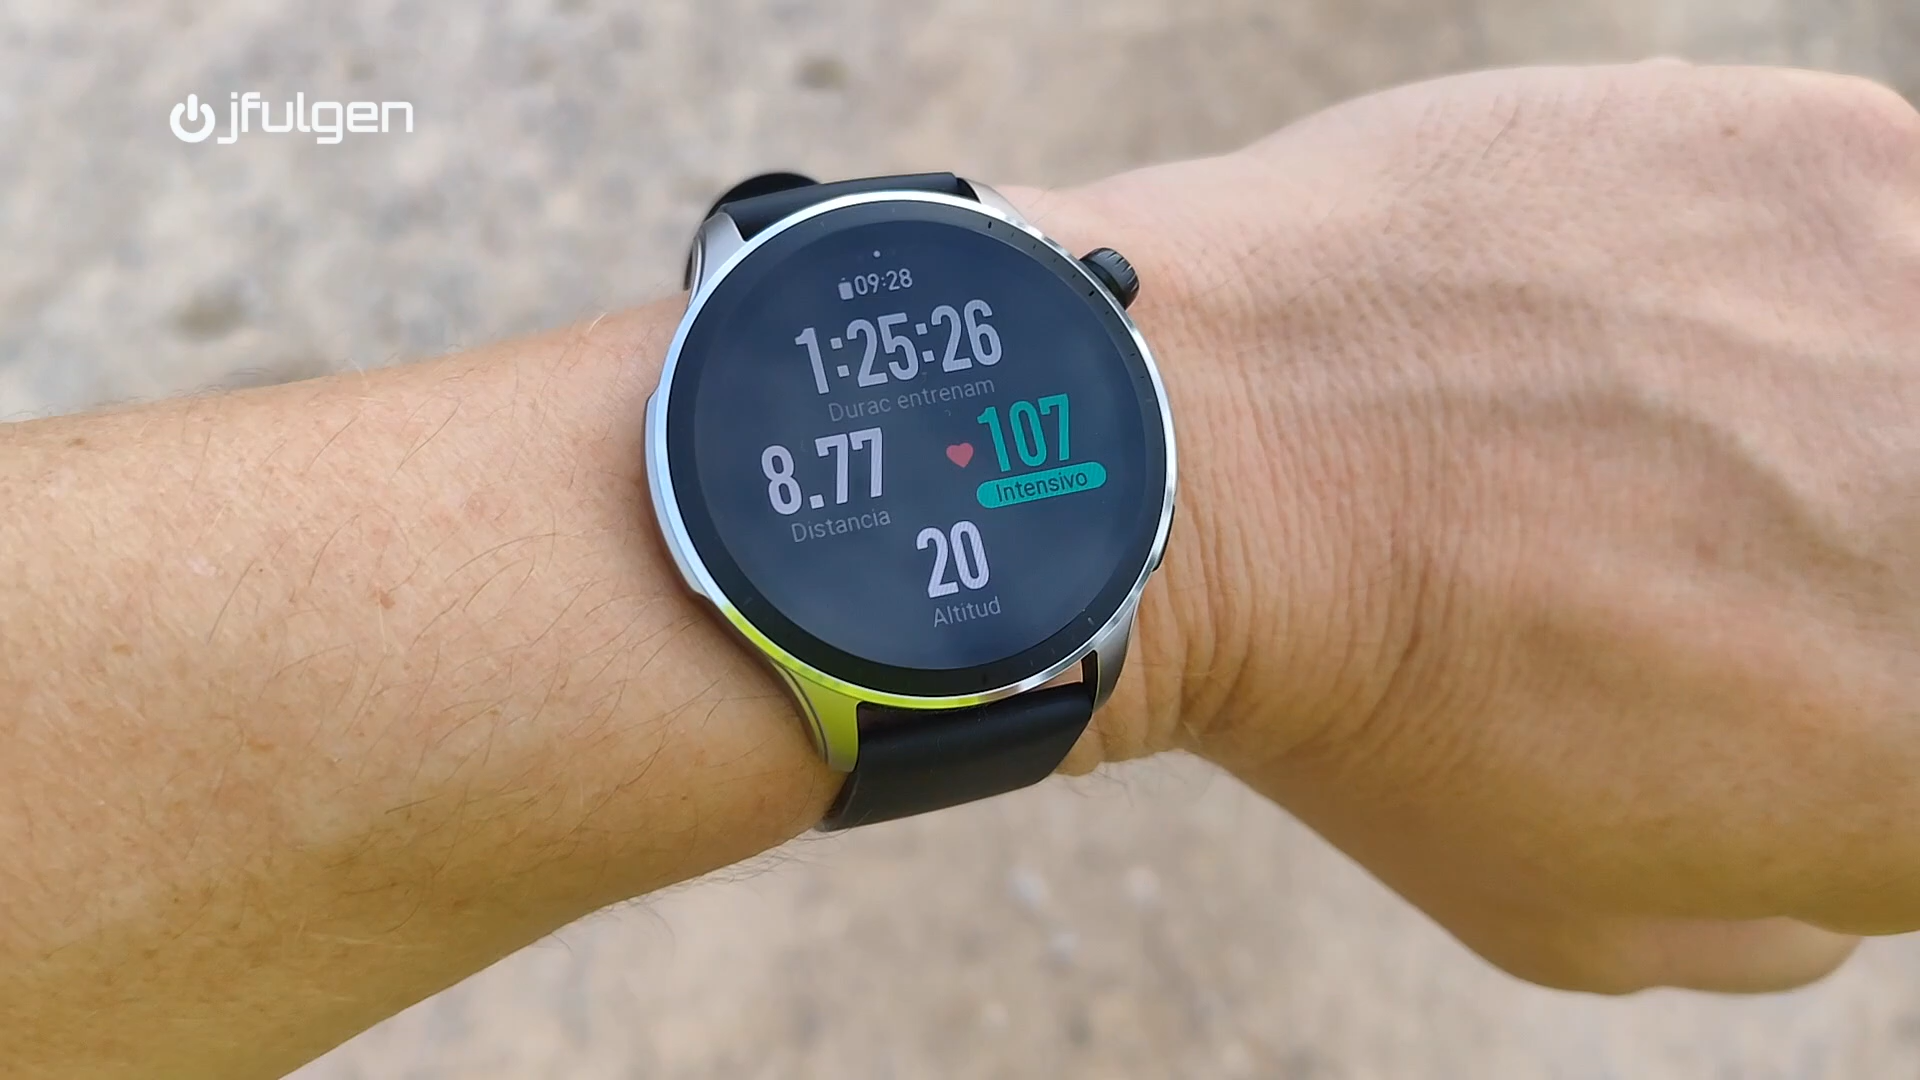 jfulgen
09:28
1:25:26
Durac entrenam
107
8.77
Intensivo
Distancia
20
Altitud